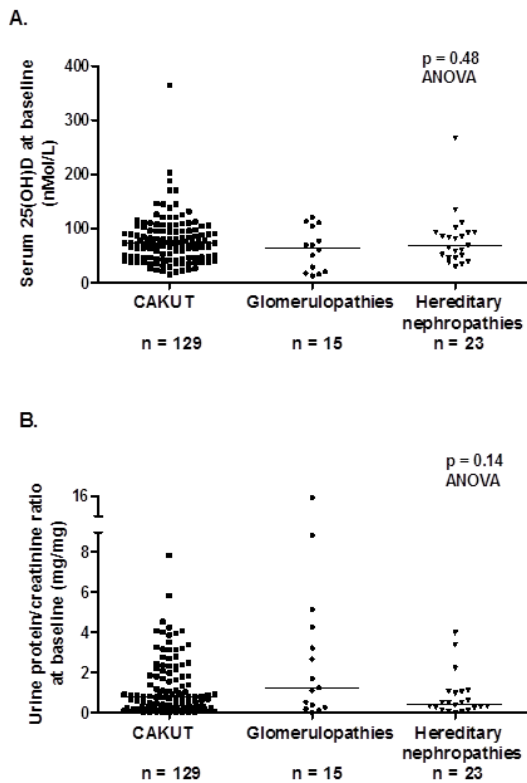 A.
p = 0.48
ANOVA
Serum 25(OH)D at baseline
(nMol/L)
400
300
200
100
0
CAKUT
Glomerulopathies
Hereditary
nephropathies
n = 129
n = 15
n = 23
B.
p = 0.14
ANOVA
Urine protein/creatinine ratio
at baseline (mg/mg)
16
8
4
2
0
CAKUT
Glomerulopathies
Hereditary
nephropathies
n = 129
n = 15
n = 23